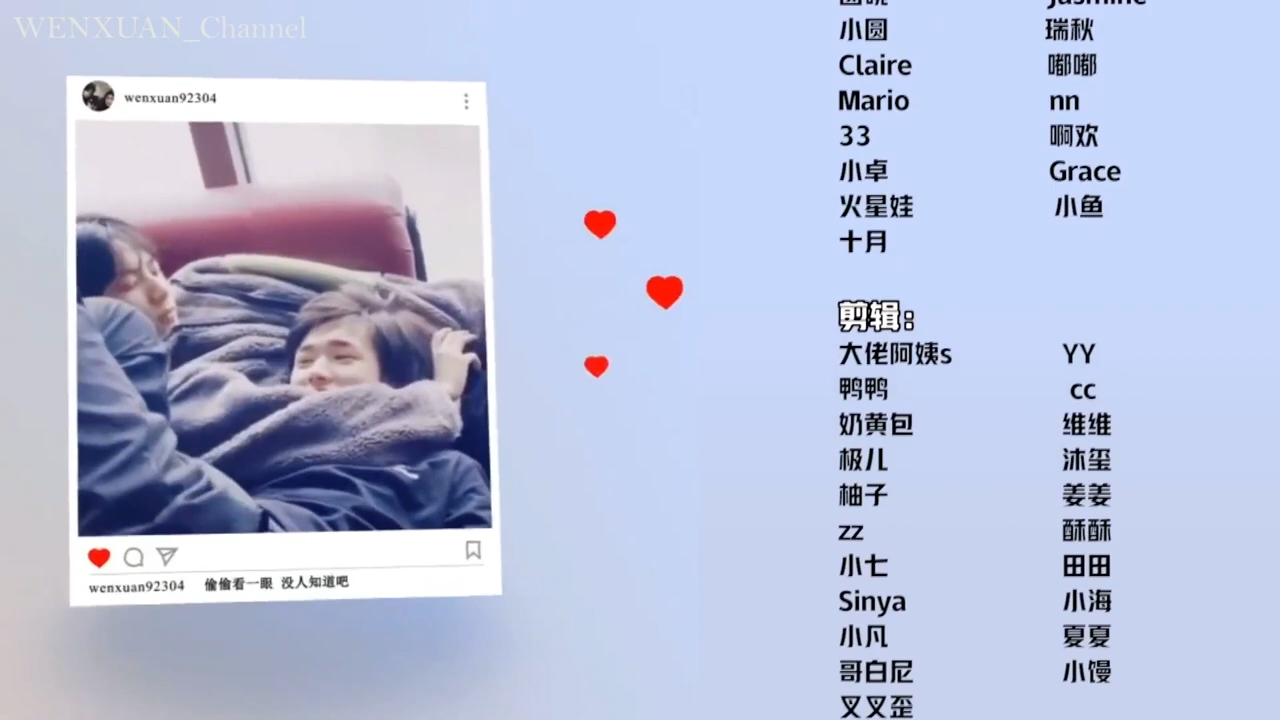 WENXUAN_Channel
wenxuan92304
wenxuan92304 偷偷看一眼 没人知道吧
Jasmine
小圆 瑞秋
Claire 嘟嘟
Mario nn
33 啊欢
小卓 Grace
火星娃 小鱼
十月
剪辑：
大佬阿姨s YY
鸭鸭 cc
奶黄包 维维
极儿 沐玺
柚子 姜姜
zz 酥酥
小七 田田
Sinya 小海
小凡 夏夏
哥白尼 小馒
叉叉歪